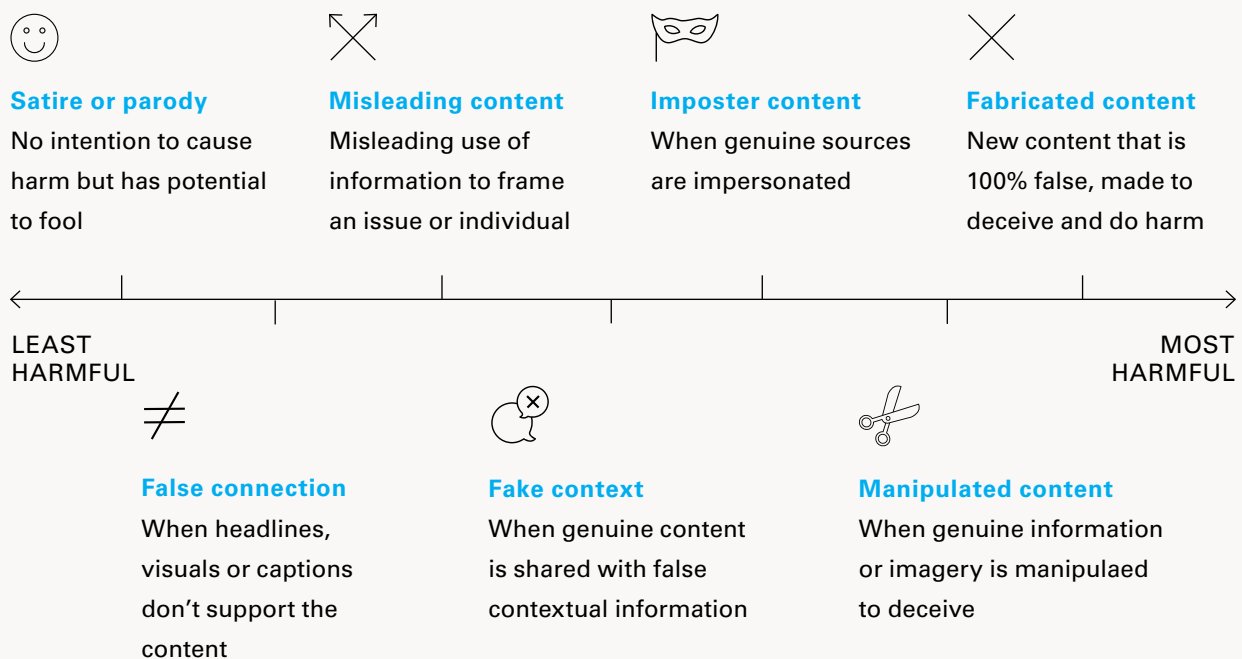 Satire or parody
No intention to cause
harm but has potential
to fool
Misleading content
Misleading use of
information to frame
an issue or individual
Imposter content
When genuine sources
are impersonated
Fabricated content
New content that is
100% false, made to
deceive and do harm
LEAST
HARMFUL
MOST
HARMFUL
False connection
When headlines,
visuals or captions
don’t support the
content
Fake context
When genuine content
is shared with false
contextual information
Manipulated content
When genuine information
or imagery is manipulaed
to deceive